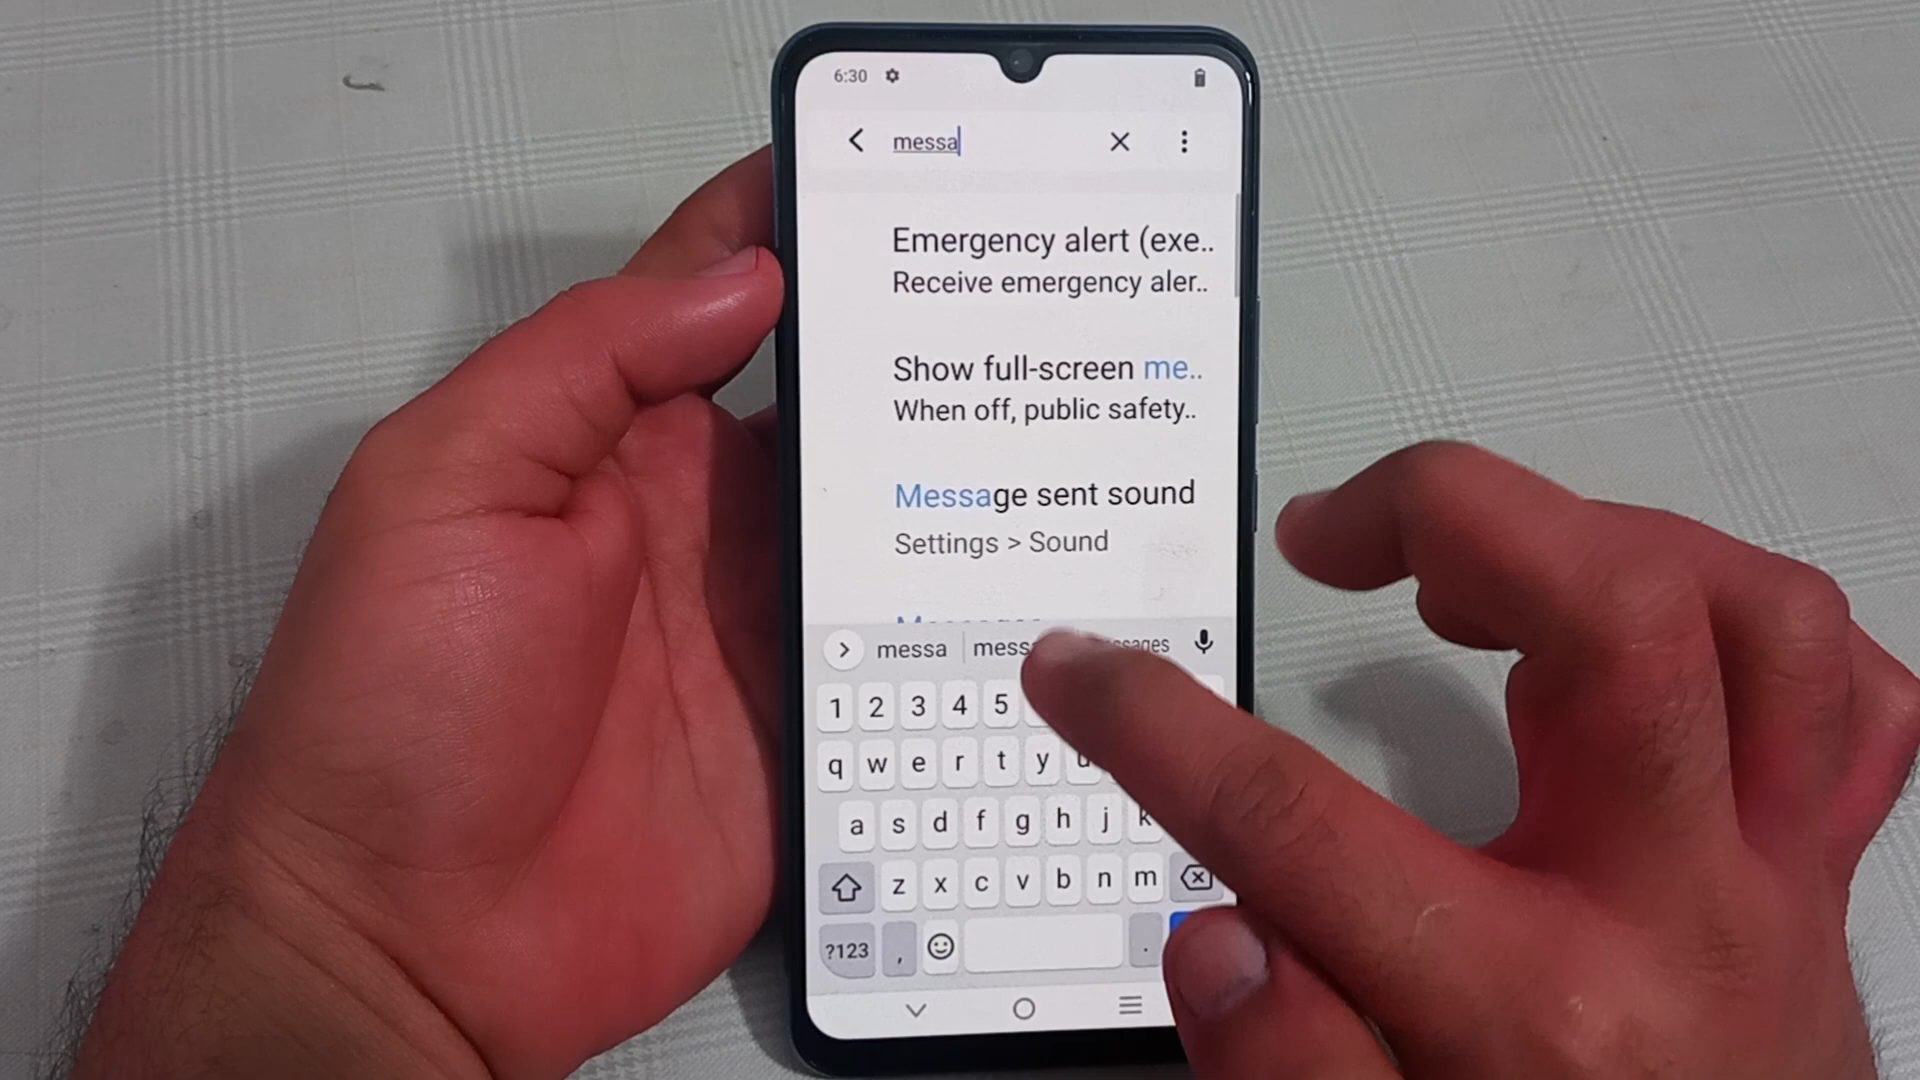 6:30
messa
Emergency alert (exe..
Receive emergency aler..
Show full-screen me..
When off, public safety..
Message sent sound
Settings > Sound
messa
1 2 3 4 5
q w e r t y u
a s d f g h j k
z x c v b n m
?123 , .